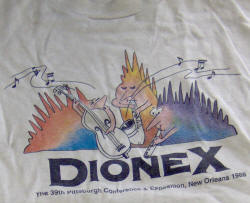 DIONEX
The 39th Pittsburgh Conference & Exposition, New Orleans 1988